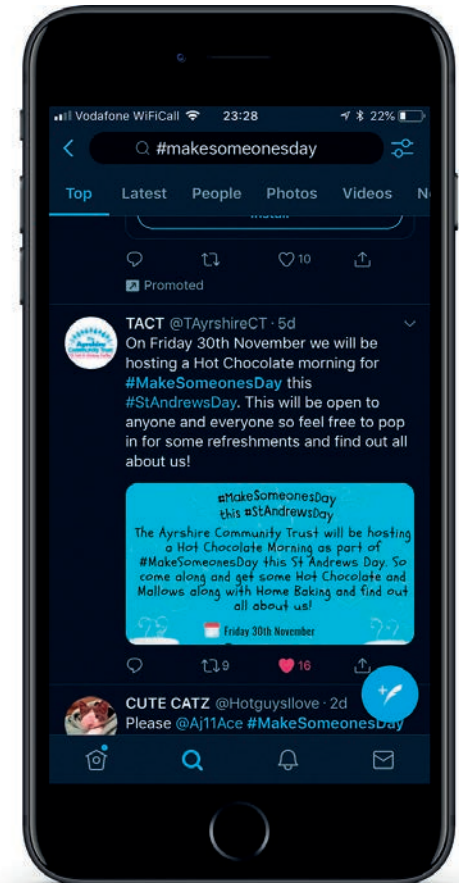 Vodafone WiFiCall 23:28 22%
#makesomeonesday
Top Latest People Photos Videos
Install
10
Promoted
TACT @TAyrshireCT · 5d
On Friday 30th November we will be
hosting a Hot Chocolate morning for
#MakeSomeonesDay this
#StAndrewsDay. This will be open to
anyone and everyone so feel free to pop
in for some refreshments and find out all
about us!
#MakeSomeonesDay
this #StAndrewsDay
The Ayrshire Community Trust will be hosting
a Hot Chocolate Morning as part of
#MakeSomeonesDay this St Andrews Day. So
come along and get some Hot Chocolate and
Mallows along with Home Baking and find out
all about us!
Friday 30th November
9 16
CUTE CATZ @Hotguysllove · 2d
Please @Aj11Ace #MakeSomeonesDay